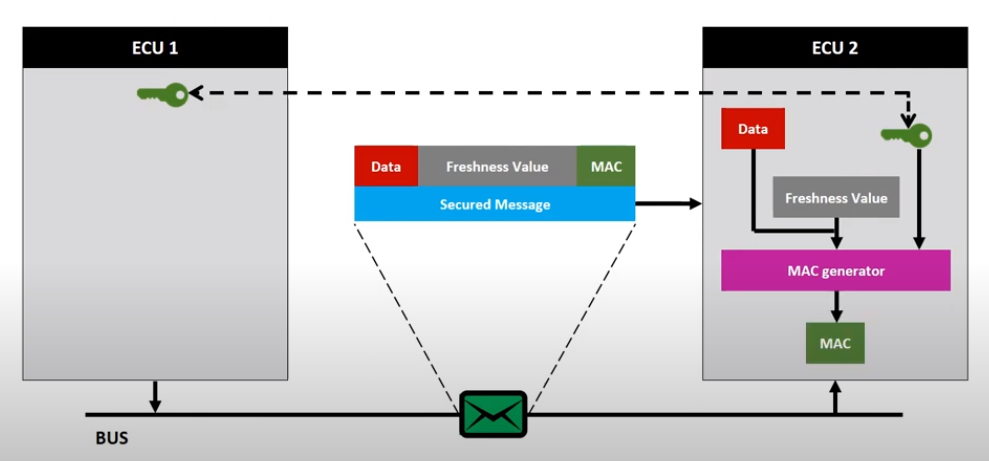 ECU 1
ECU 2
Data
Freshness Value
MAC
Secured Message
Data
Freshness Value
MAC generator
MAC
BUS